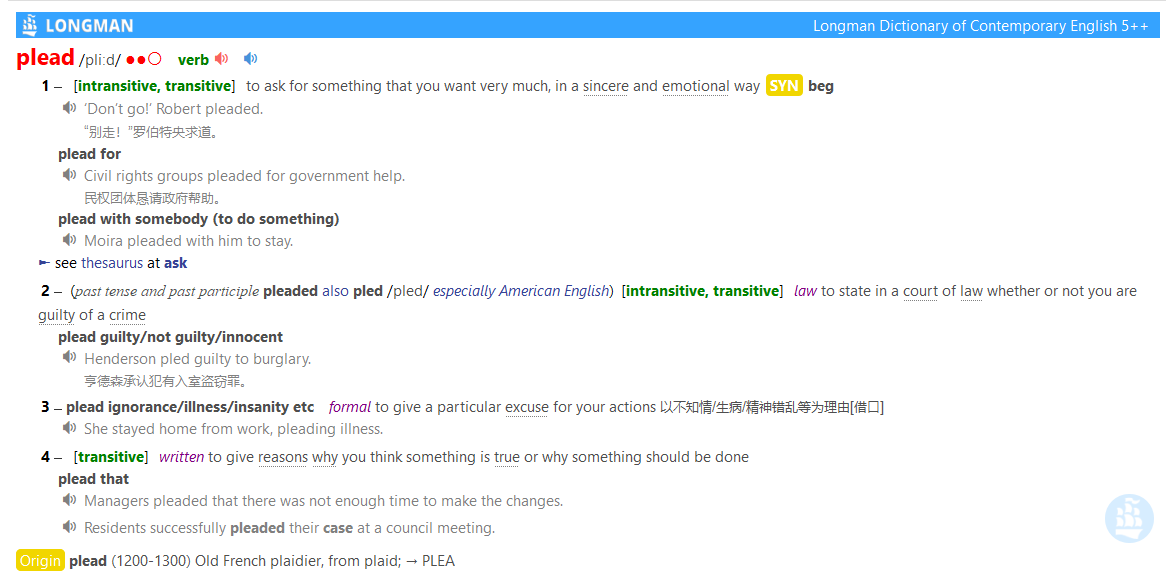 LONGMAN Longman Dictionary of Contemporary English 5++
plead /pliːd/ ●●○ verb
1 – [intransitive, transitive] to ask for something that you want very much, in a sincere and emotional way SYN beg
‘Don’t go!’ Robert pleaded.
“别走！”罗伯特央求道。
plead for
Civil rights groups pleaded for government help.
民权团体恳请政府帮助。
plead with somebody (to do something)
Moira pleaded with him to stay.
➼ see thesaurus at ask
2 – (past tense and past participle pleaded also pled /pled/ especially American English) [intransitive, transitive] law to state in a court of law whether or not you are
guilty of a crime
plead guilty/not guilty/innocent
Henderson pled guilty to burglary.
亨德森承认犯有入室盗窃罪。
3 – plead ignorance/illness/insanity etc formal to give a particular excuse for your actions 以不知情/生病/精神错乱等为理由[借口]
She stayed home from work, pleading illness.
4 – [transitive] written to give reasons why you think something is true or why something should be done
plead that
Managers pleaded that there was not enough time to make the changes.
Residents successfully pleaded their case at a council meeting.
Origin plead (1200-1300) Old French plaidier, from plaid; → PLEA